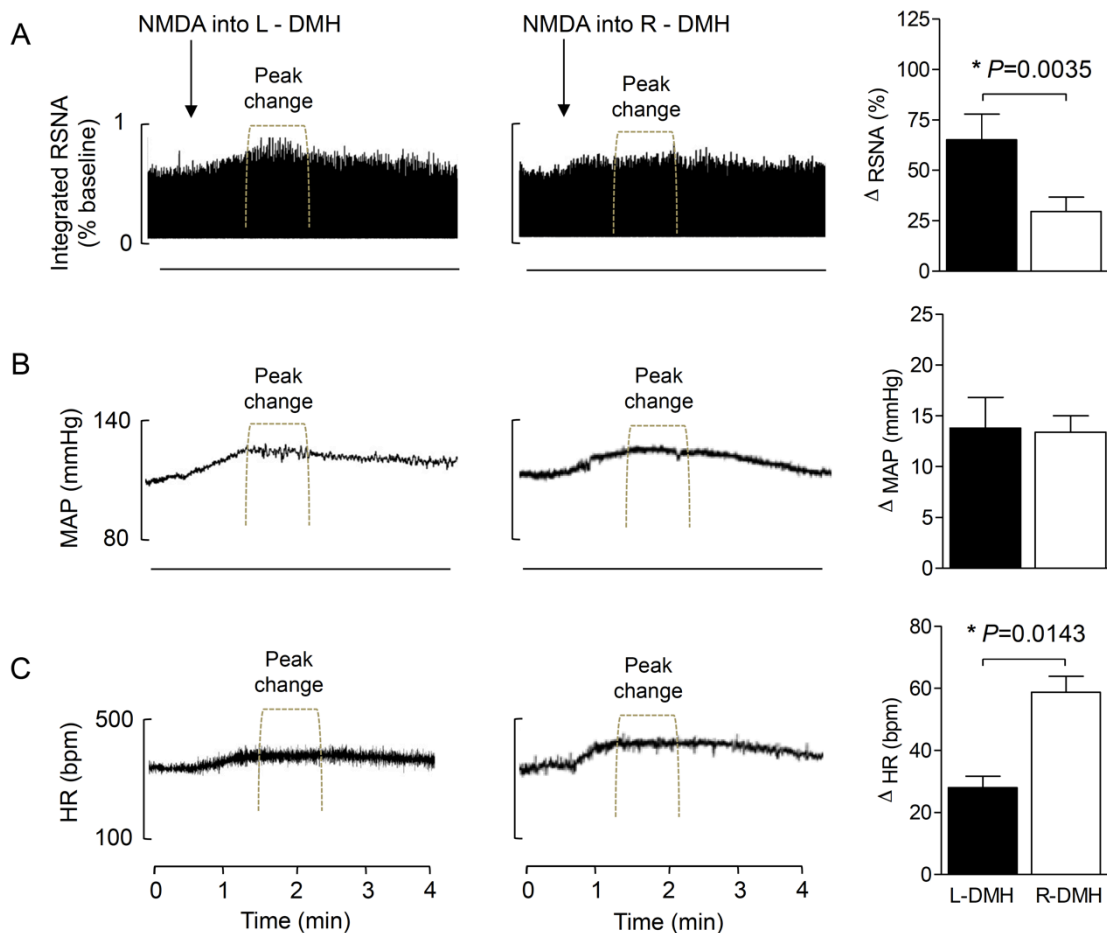 A
NMDA into L - DMH
NMDA into R - DMH
Peak
change
Peak
change
Integrated RSNA
(% baseline)
1
0
Δ RSNA (%)
125
100
75
50
25
0
* P=0.0035
B
Peak
change
Peak
change
MAP (mmHg)
140
80
Δ MAP (mmHg)
25
20
15
10
5
0
C
Peak
change
Peak
change
HR (bpm)
500
100
0 1 2 3 4
Time (min)
0 1 2 3 4
Time (min)
Δ HR (bpm)
80
60
40
20
0
* P=0.0143
L-DMH R-DMH